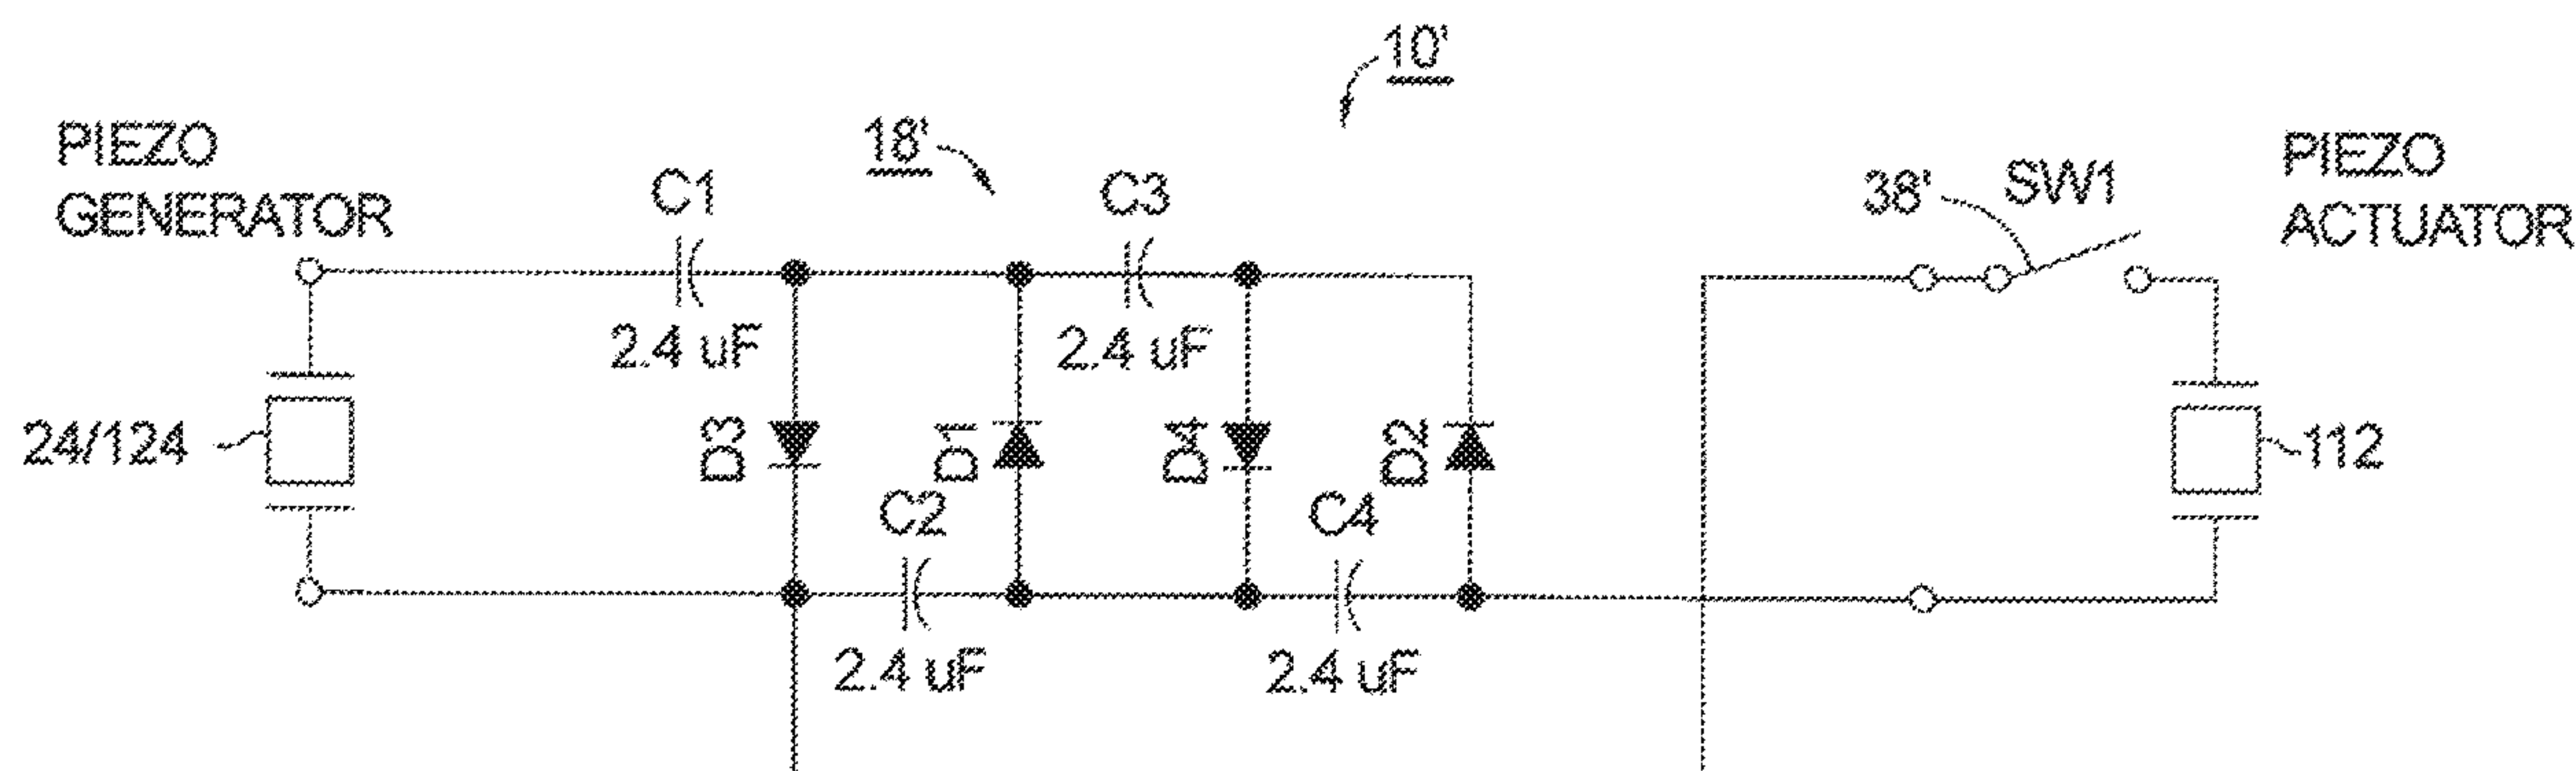 10'
PIEZO
GENERATOR
18'
C1
C3
38'
SW1
PIEZO
ACTUATOR
2.4 uF
2.4 uF
24/124
D3
D1
D4
D2
112
C2
C4
2.4 uF
2.4 uF